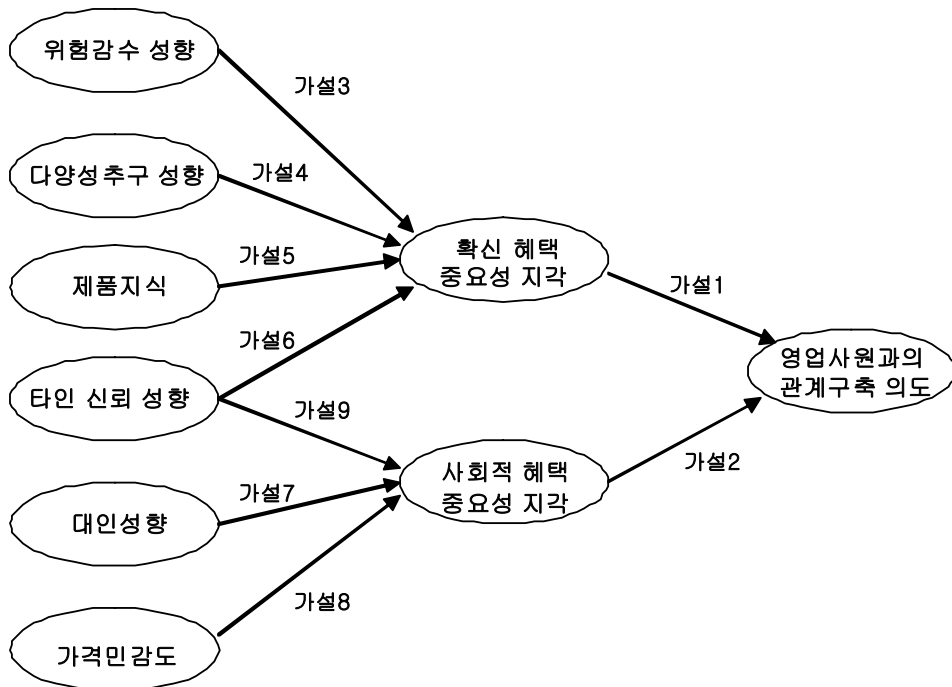 위험감수 성향
가설3
다양성추구 성향
가설4
제품지식
가설5
확신 혜택
중요성 지각
가설1
타인 신뢰 성향
가설6
영업사원과의
관계구축 의도
가설9
사회적 혜택
중요성 지각
가설2
대인성향
가설7
가격민감도
가설8